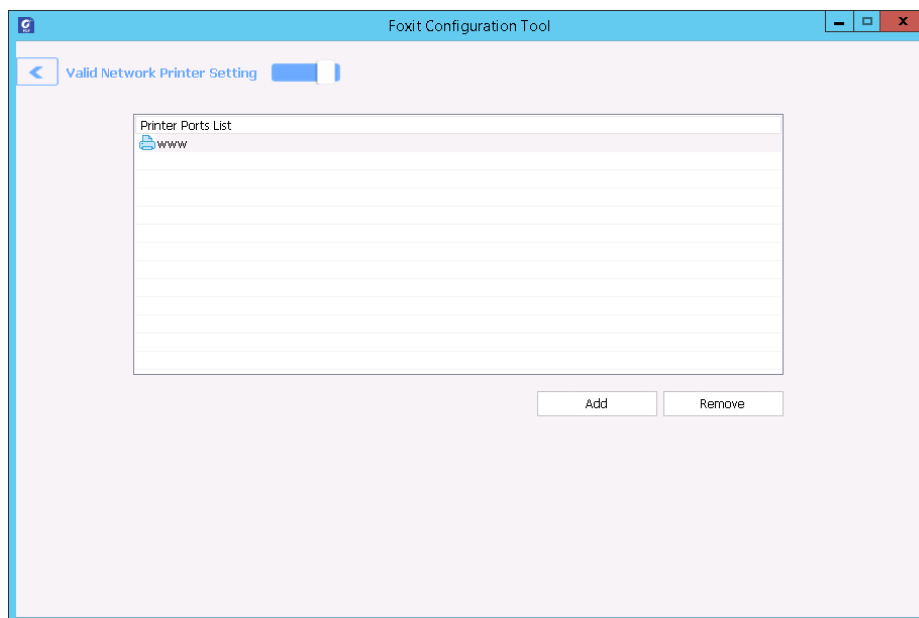 Foxit Configuration Tool
Valid Network Printer Setting
Printer Ports List
www
Add
Remove